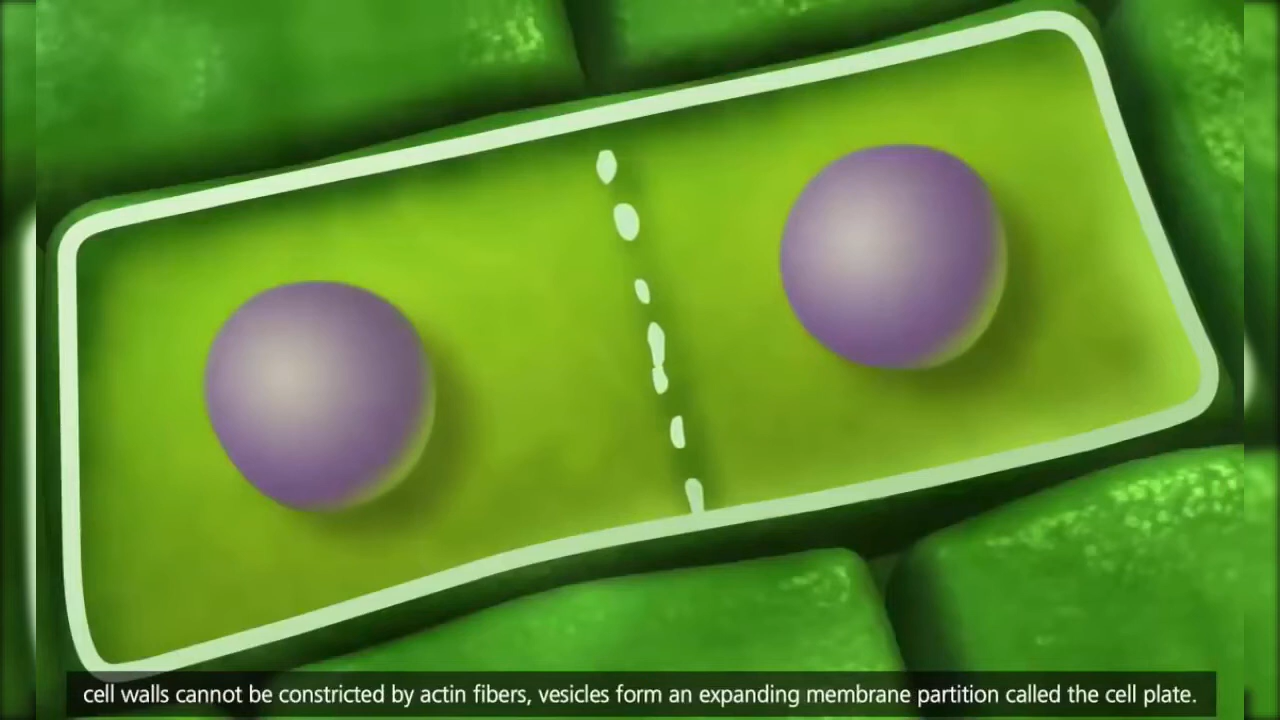 cell walls cannot be constricted by actin fibers, vesicles form an expanding membrane partition called the cell plate.